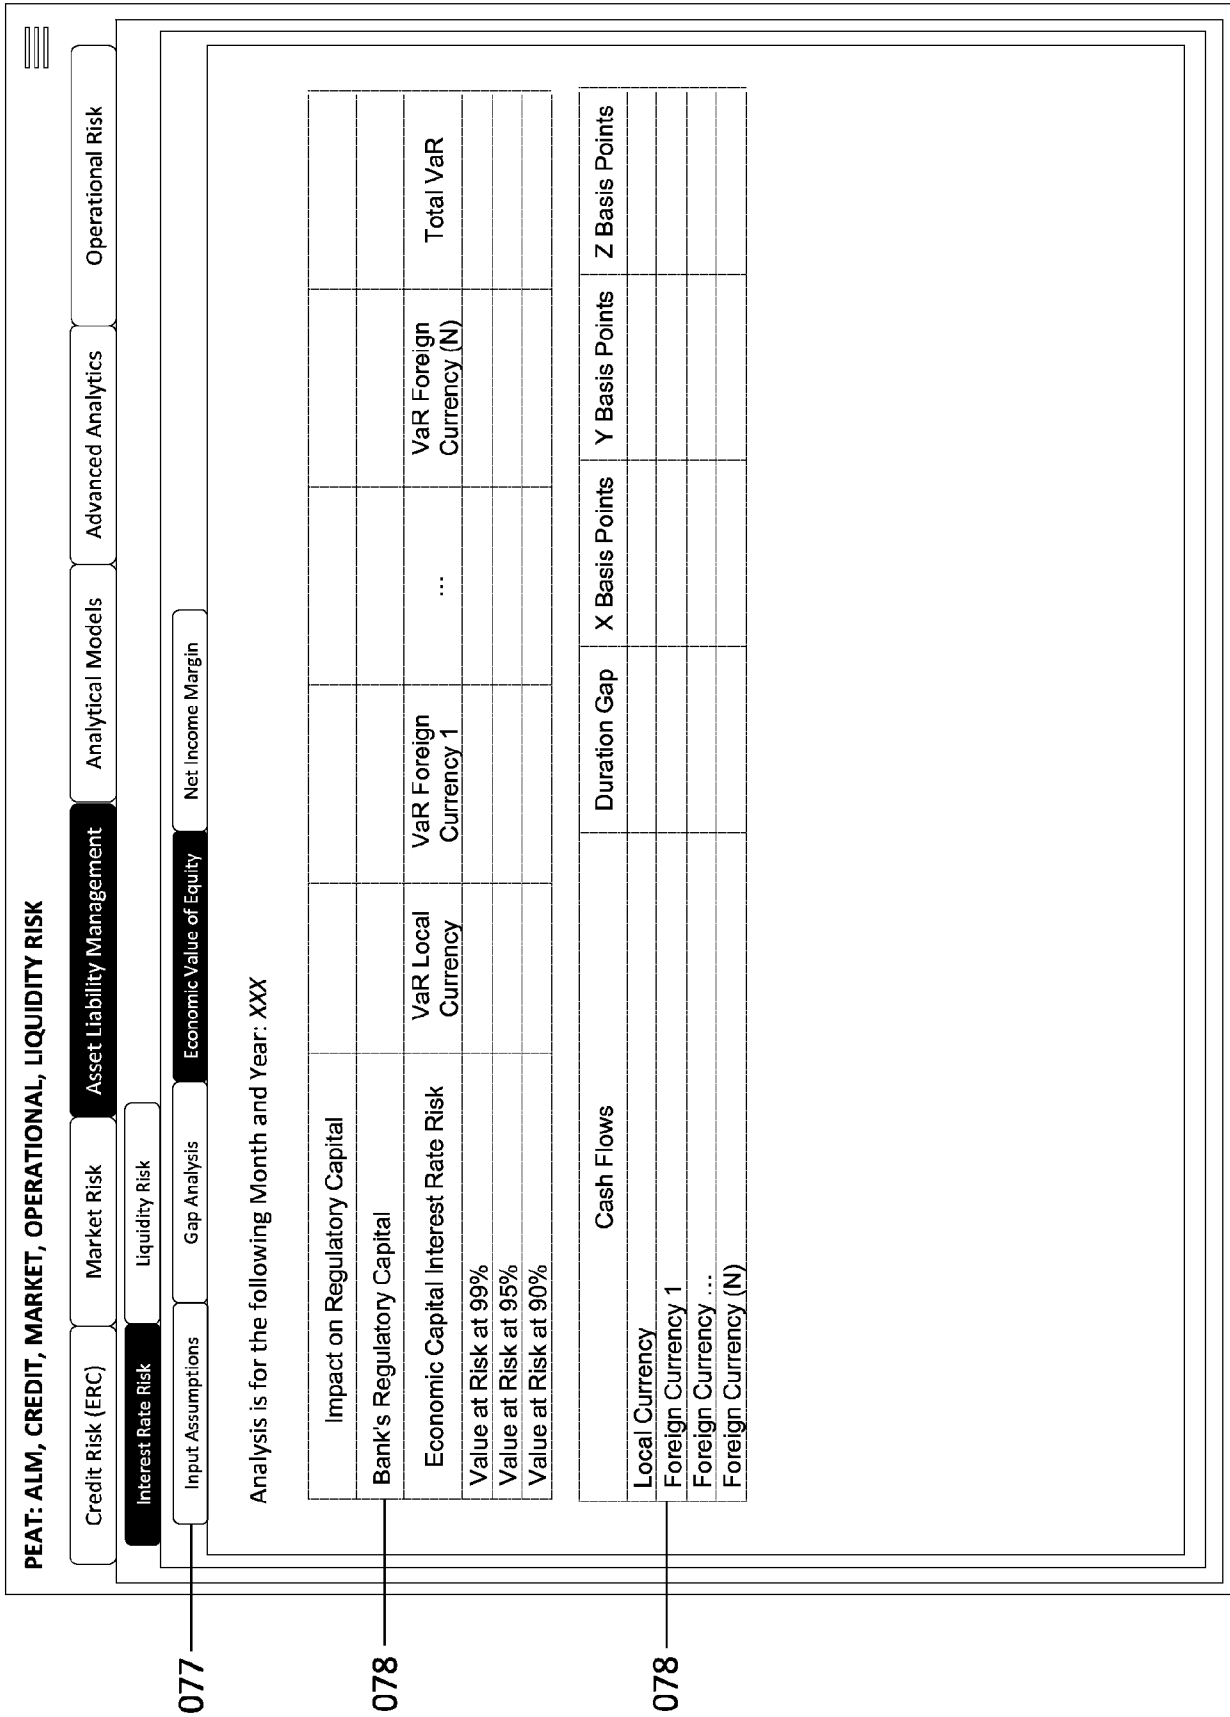 PEAT: ALM, CREDIT, MARKET, OPERATIONAL, LIQUIDITY RISK
Credit Risk (ERC) Market Risk Asset Liability Management Analytical Models Advanced Analytics Operational Risk
Interest Rate Risk Liquidity Risk
077 Input Assumptions Gap Analysis Economic Value of Equity Net Income Margin
Analysis is for the following Month and Year: XXX
Impact on Regulatory Capital
078 Bank's Regulatory Capital
Economic Capital Interest Rate Risk VaR Local Currency VaR Foreign Currency 1 ... VaR Foreign Currency (N) Total VaR
Value at Risk at 99%
Value at Risk at 95%
Value at Risk at 90%
Cash Flows Duration Gap X Basis Points Y Basis Points Z Basis Points
Local Currency
078 Foreign Currency 1
Foreign Currency ...
Foreign Currency (N)